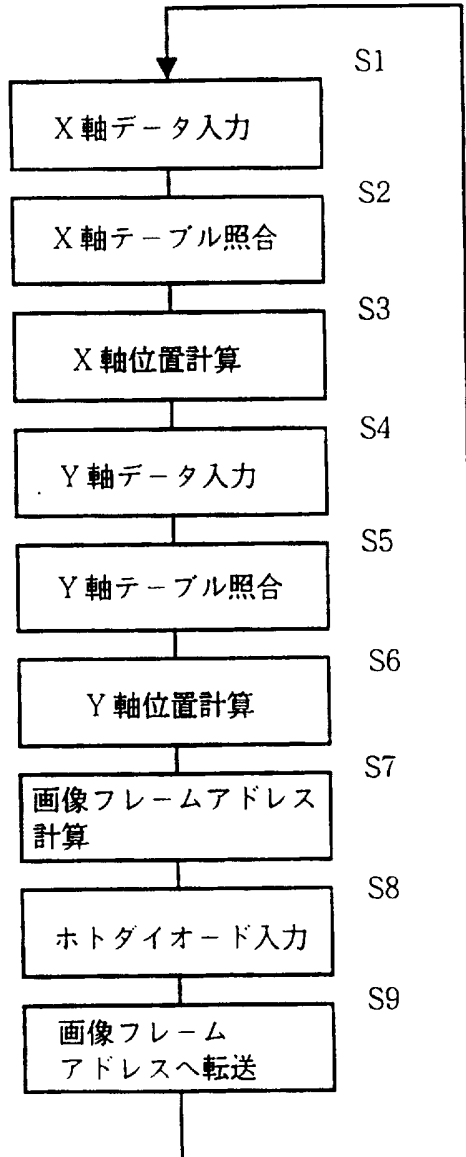 S1
X軸データ入力
S2
X軸テーブル照合
S3
X軸位置計算
S4
Y軸データ入力
S5
Y軸テーブル照合
S6
Y軸位置計算
S7
画像フレームアドレス
計算
S8
ホトダイオード入力
S9
画像フレーム
アドレスへ転送